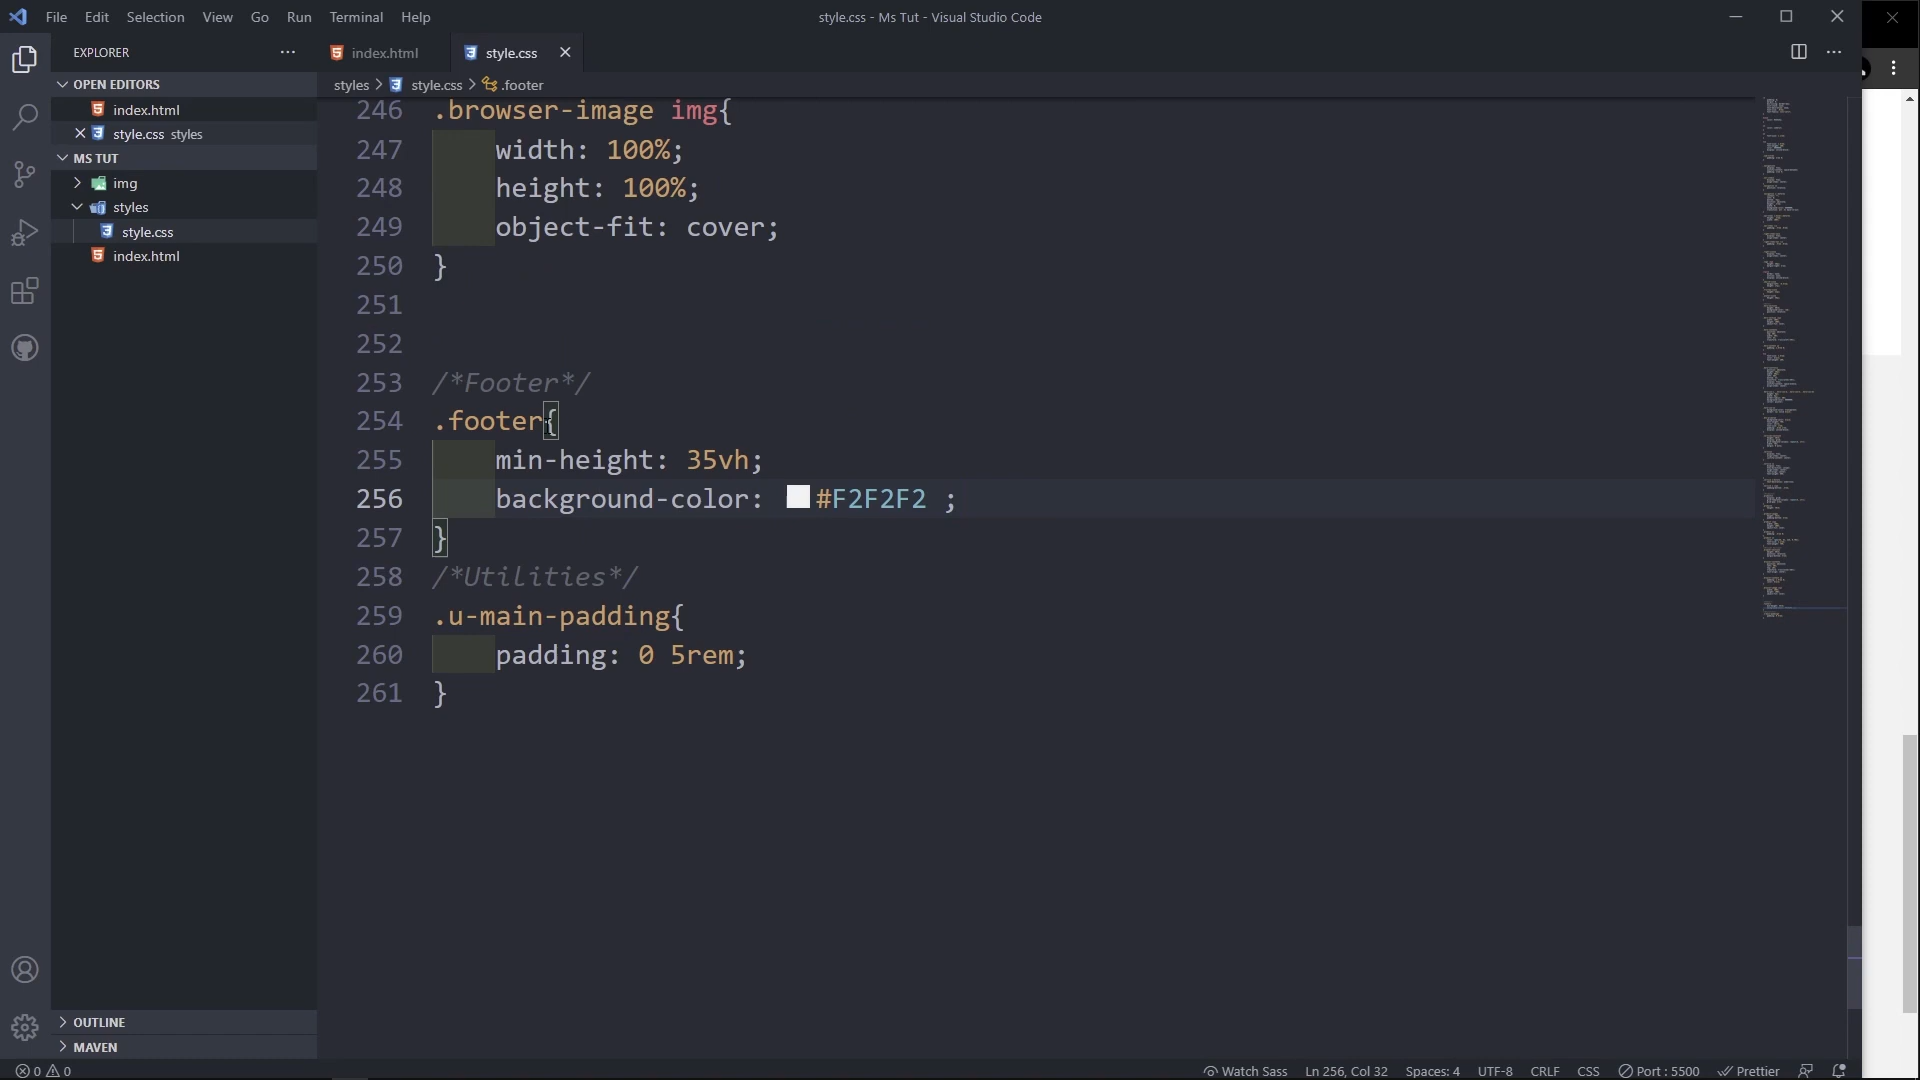 File Edit Selection View Go Run Terminal Help
style.css - Ms Tut - Visual Studio Code
EXPLORER
index.html
style.css
OPEN EDITORS
index.html
style.css styles
MS TUT
img
styles
style.css
index.html
OUTLINE
MAVEN
styles > style.css > .footer
246 .browser-image img{
247 width: 100%;
248 height: 100%;
249 object-fit: cover;
250 }
251
252
253 /*Footer*/
254 .footer{
255 min-height: 35vh;
256 background-color: #F2F2F2 ;
257 }
258 /*Utilities*/
259 .u-main-padding{
260 padding: 0 5rem;
261 }
0 0
Watch Sass Ln 256, Col 32 Spaces: 4 UTF-8 CRLF CSS Port : 5500 Prettier